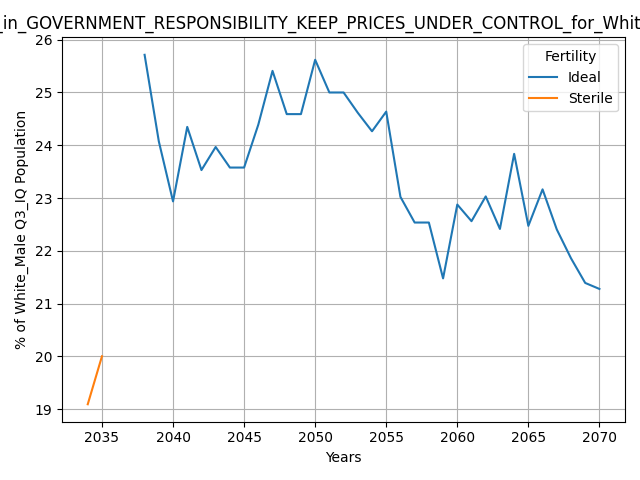 _in_GOVERNMENT_RESPONSIBILITY_KEEP_PRICES_UNDER_CONTROL_for_Whit
Fertility
Ideal
Sterile
% of White_Male Q3_IQ Population
26
25
24
23
22
21
20
19
2035 2040 2045 2050 2055 2060 2065 2070
Years